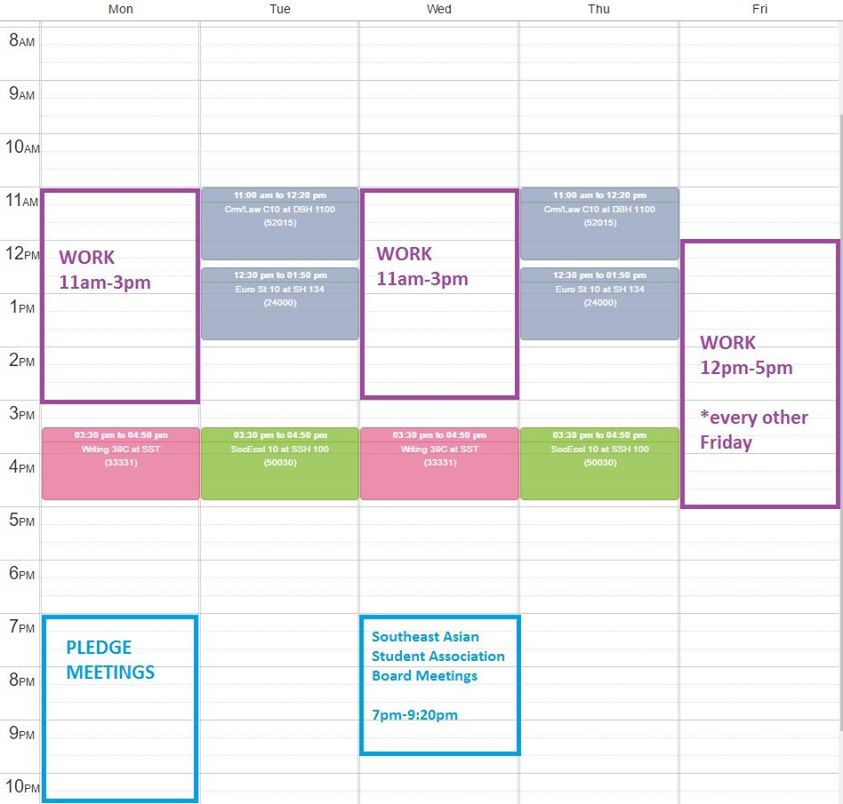 Mon Tue Wed Thu Fri
8AM
9AM
10AM
11AM
12PM
1PM
2PM
3PM
4PM
5PM
6PM
7PM
8PM
9PM
10PM
WORK
11am-3pm
03:30 pm to 04:50 pm
Writing 39C at SST
(33331)
PLEDGE
MEETINGS
11:00 am to 12:20 pm
Crm/Law C10 at DBH 1100
(52015)
12:30 pm to 01:50 pm
Euro St 10 at SH 134
(24000)
03:30 pm to 04:50 pm
SocEcol 10 at SSH 100
(50030)
WORK
11am-3pm
03:30 pm to 04:50 pm
Writing 39C at SST
(33331)
Southeast Asian
Student Association
Board Meetings
7pm-9:20pm
11:00 am to 12:20 pm
Crm/Law C10 at DBH 1100
(52015)
12:30 pm to 01:50 pm
Euro St 10 at SH 134
(24000)
03:30 pm to 04:50 pm
SocEcol 10 at SSH 100
(50030)
WORK
12pm-5pm
*every other
Friday